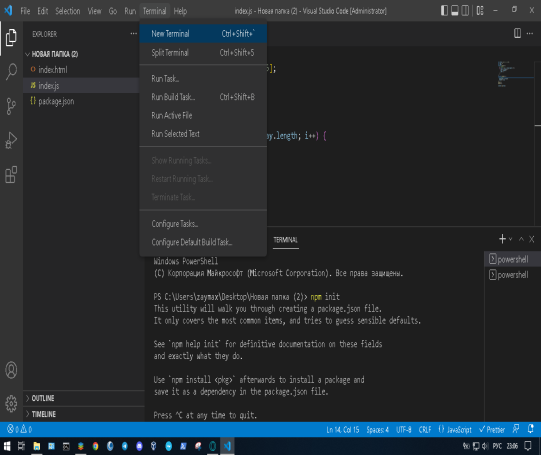 File Edit Selection View Go Run Terminal Help
index.js - Новая папка (2) - Visual Studio Code [Administrator]
EXPLORER
НОВАЯ ПАПКА (2)
index.html
JS index.js
{} package.json
OUTLINE
TIMELINE
New Terminal Ctrl+Shift+`
Split Terminal Ctrl+Shift+5
Run Task...
Run Build Task... Ctrl+Shift+B
Run Active File
Run Selected Text
Show Running Tasks...
Restart Running Task...
Terminate Task...
Configure Tasks...
Configure Default Build Task...
];
ay.length; i++) {
TERMINAL
powershell
powershell
Windows PowerShell
(C) Корпорация Майкрософт (Microsoft Corporation). Все права защищены.
PS C:\Users\zaymax\Desktop\Новая папка (2)> npm init
This utility will walk you through creating a package.json file.
It only covers the most common items, and tries to guess sensible defaults.
See `npm help init` for definitive documentation on these fields
and exactly what they do.
Use `npm install <pkg>` afterwards to install a package and
save it as a dependency in the package.json file.
Press ^C at any time to quit.
0 0 Ln 14, Col 15 Spaces: 4 UTF-8 CRLF {} JavaScript Prettier
РУС 23:06